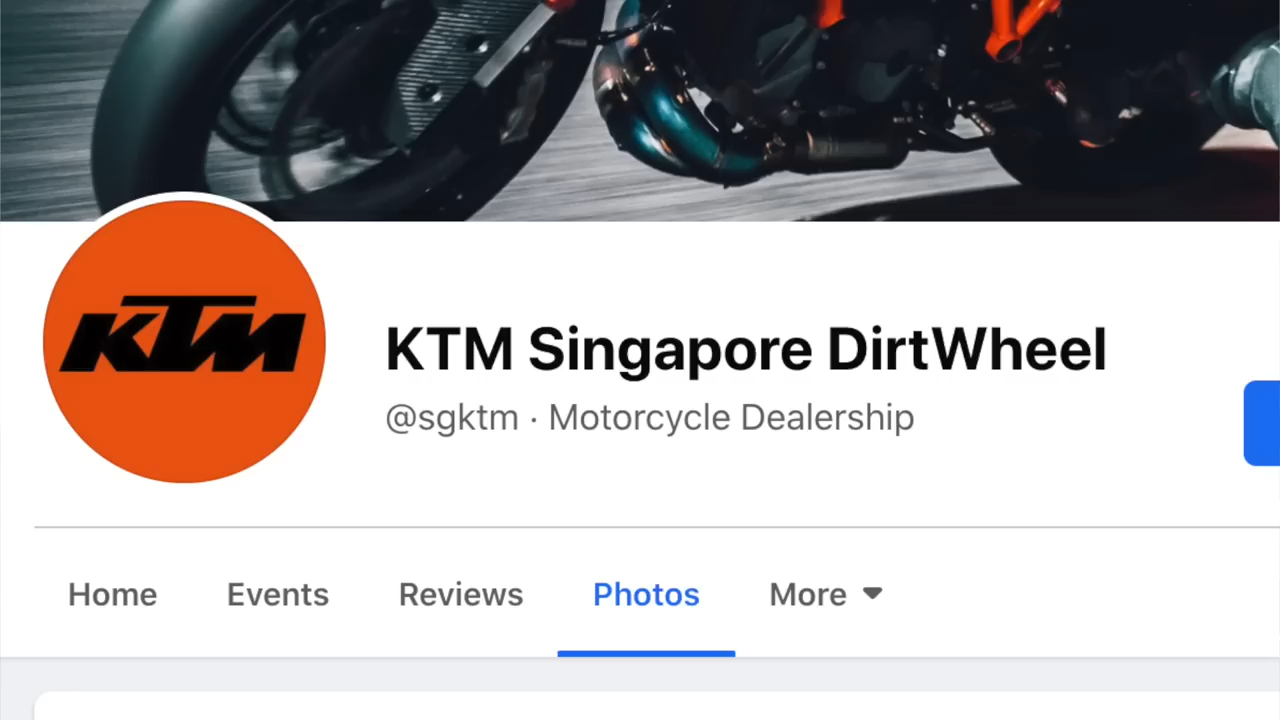 KTM
KTM Singapore DirtWheel
@sgktm · Motorcycle Dealership
Home Events Reviews Photos More